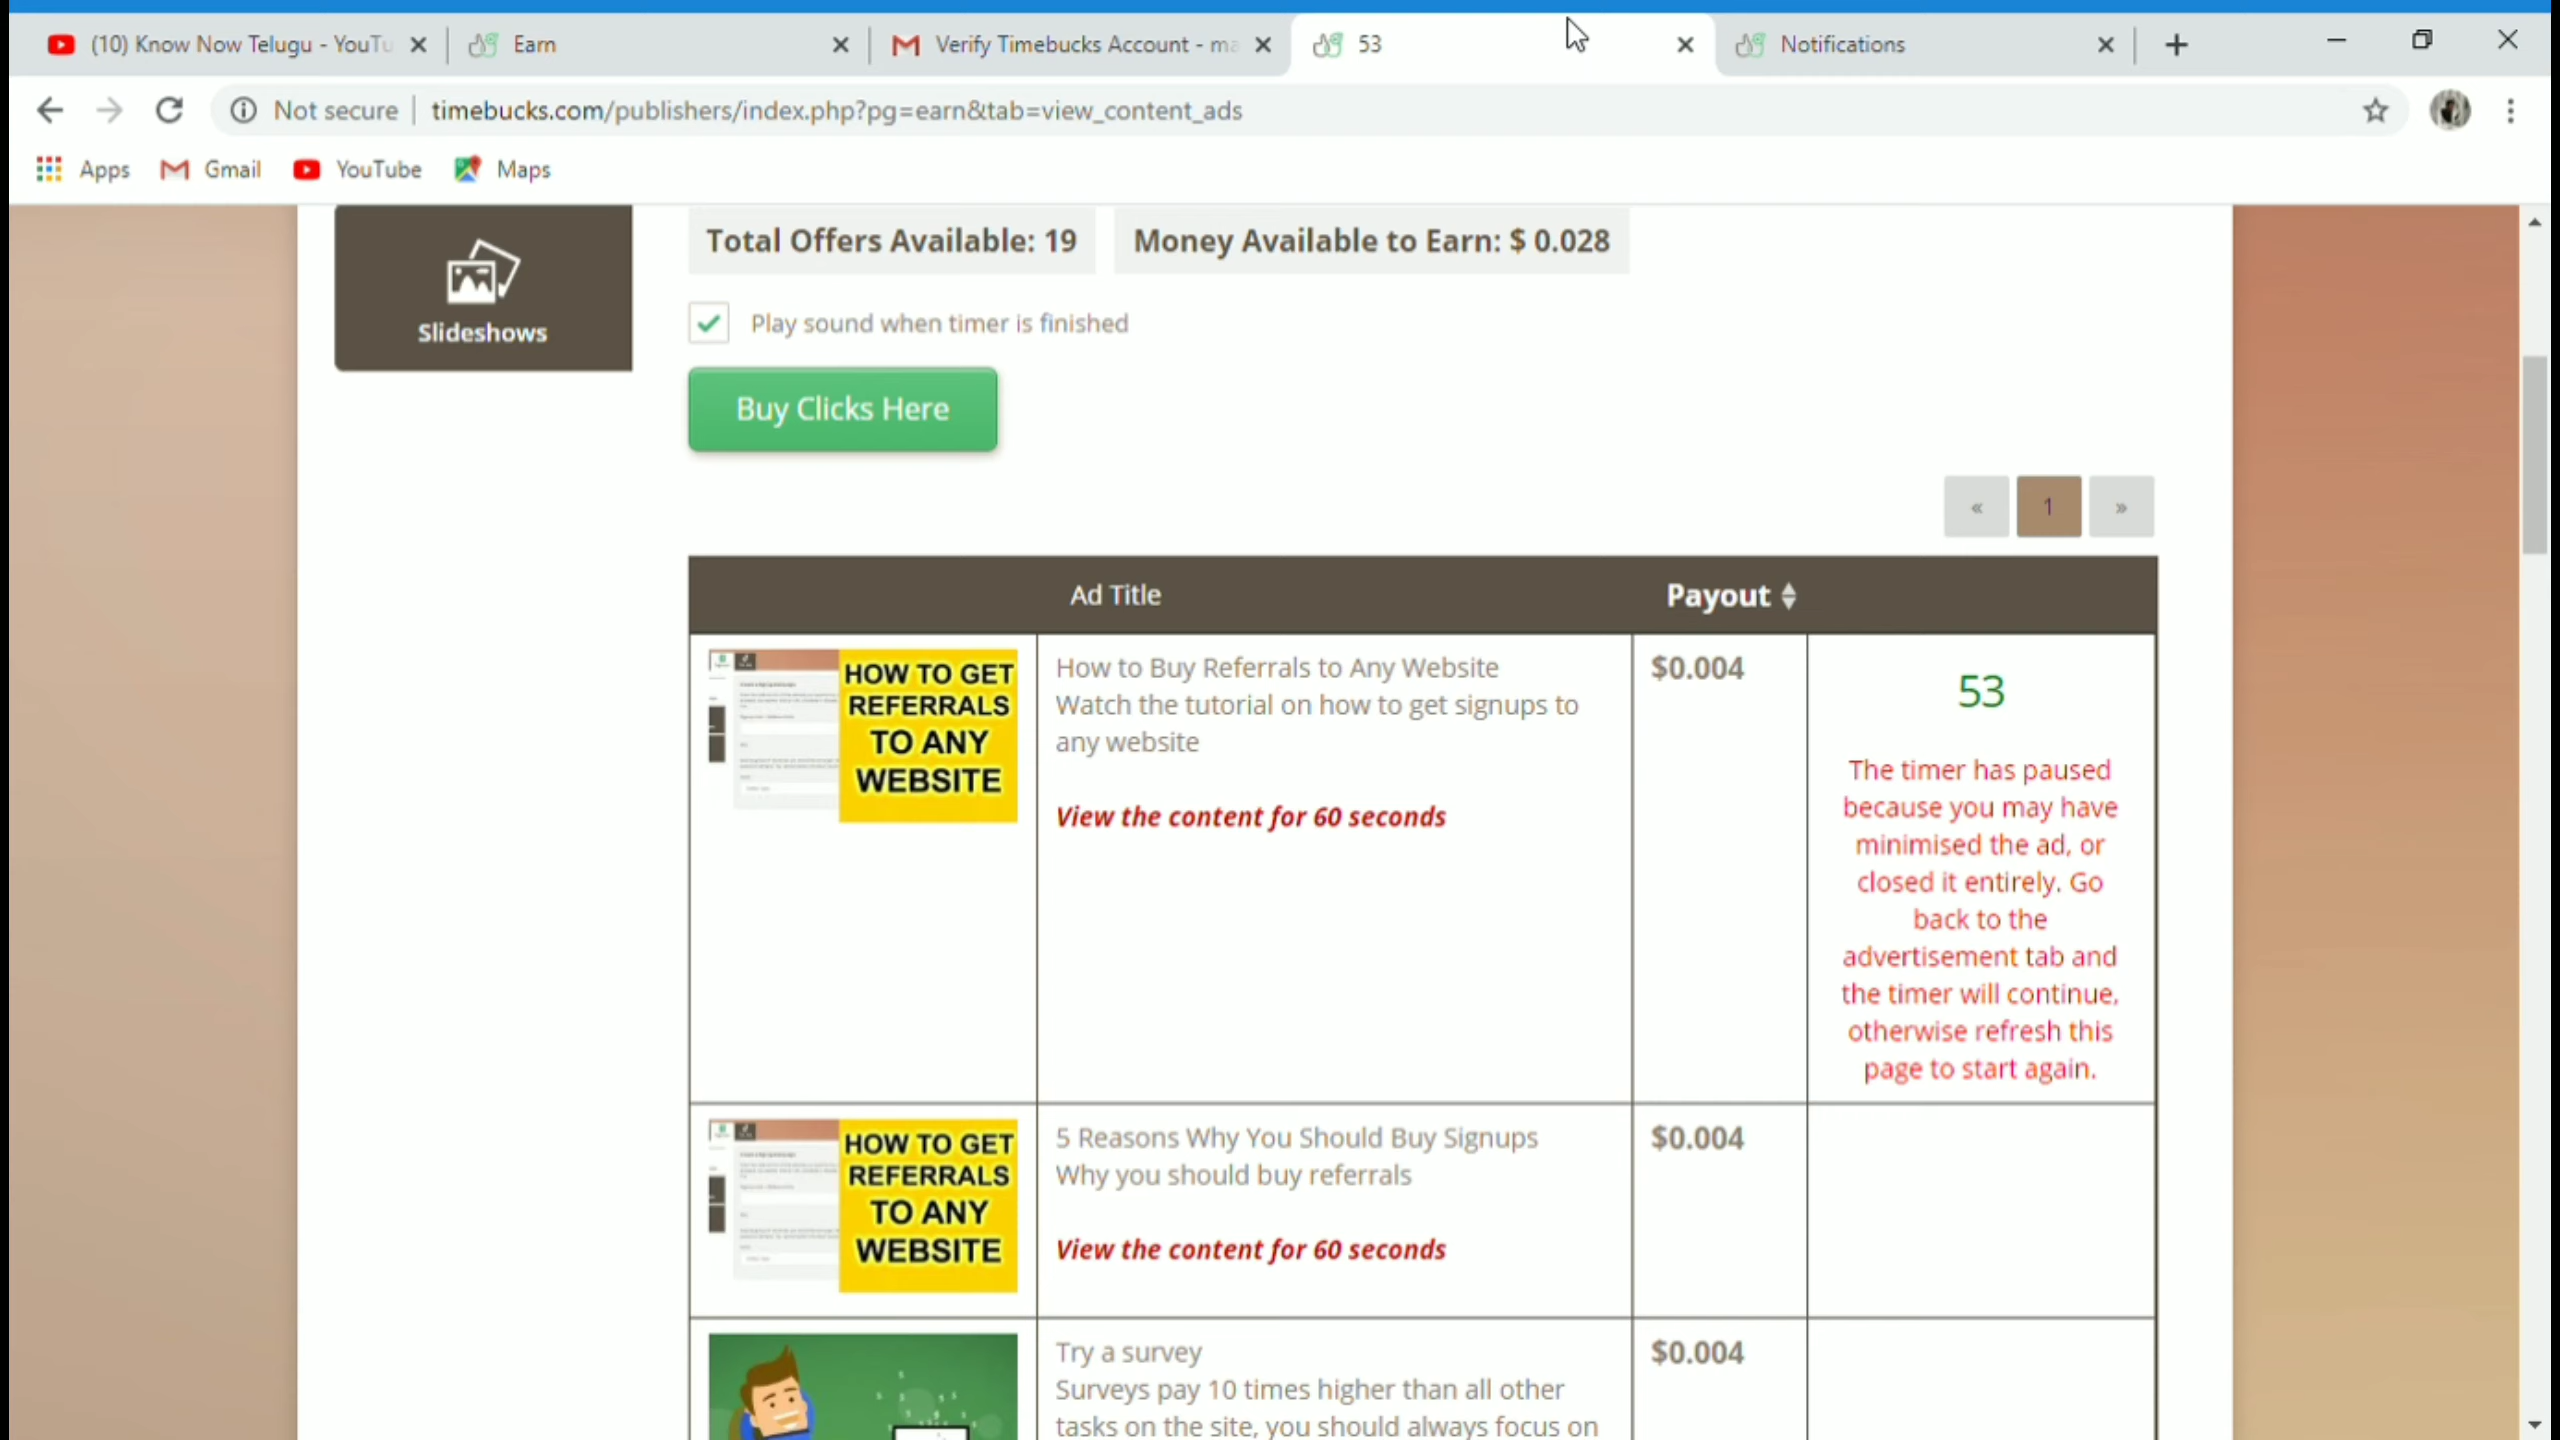 (10) Know Now Telugu - YouTu
Earn
Verify Timebucks Account - ma
53
Notifications
Not secure
timebucks.com/publishers/index.php?pg=earn&tab=view_content_ads
Apps
Gmail
YouTube
Maps
Slideshows
Total Offers Available: 19
Money Available to Earn: $ 0.028
Play sound when timer is finished
Buy Clicks Here
« 1 »
Ad Title
Payout
HOW TO GET
REFERRALS
TO ANY
WEBSITE
How to Buy Referrals to Any Website
Watch the tutorial on how to get signups to
any website
View the content for 60 seconds
$0.004
53
The timer has paused
because you may have
minimised the ad, or
closed it entirely. Go
back to the
advertisement tab and
the timer will continue,
otherwise refresh this
page to start again.
HOW TO GET
REFERRALS
TO ANY
WEBSITE
5 Reasons Why You Should Buy Signups
Why you should buy referrals
View the content for 60 seconds
$0.004
Try a survey
Surveys pay 10 times higher than all other
tasks on the site, you should always focus on
$0.004